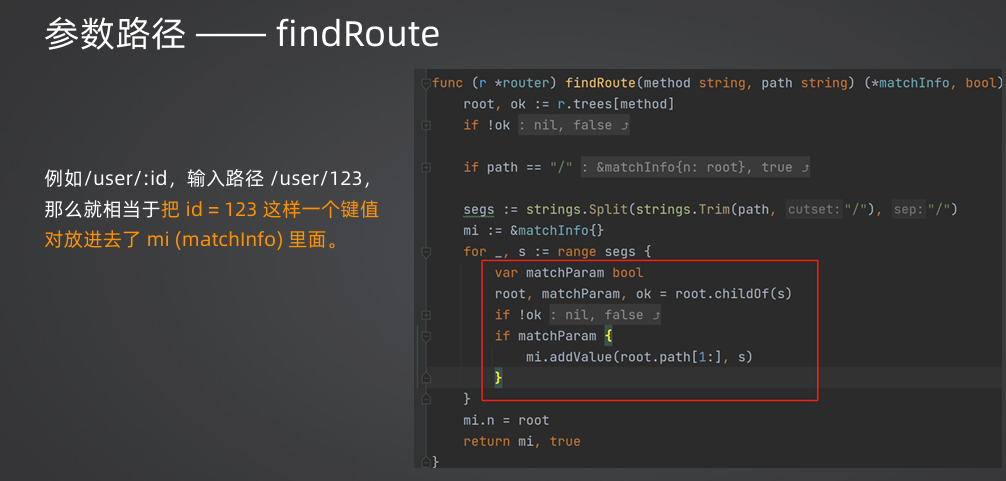 参数路径 —— findRoute
例如/user/:id，输入路径 /user/123，
那么就相当于把 id = 123 这样一个键值
对放进去了 mi (matchInfo) 里面。
func (r *router) findRoute(method string, path string) (*matchInfo, bool)
root, ok := r.trees[method]
if !ok : nil, false
if path == "/" : &matchInfo{n: root}, true
segs := strings.Split(strings.Trim(path, cutset: "/"), sep: "/")
mi := &matchInfo{}
for _, s := range segs {
var matchParam bool
root, matchParam, ok = root.childOf(s)
if !ok : nil, false
if matchParam {
mi.addValue(root.path[1:], s)
}
}
mi.n = root
return mi, true
}